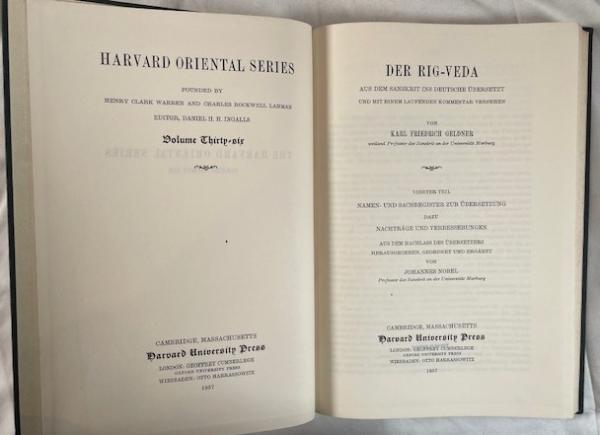 HARVARD ORIENTAL SERIES
FOUNDED BY
HENRY CLARK WARREN AND CHARLES ROCKWELL LANMAN
EDITOR, DANIEL H. H. INGALLS
Volume Thirty-six
CAMBRIDGE, MASSACHUSETTS
Harvard University Press
LONDON: GEOFFREY CUMBERLEGE
OXFORD UNIVERSITY PRESS
WIESBADEN: OTTO HARRASSOWITZ
1957
DER RIG-VEDA
AUS DEM SANSKRIT INS DEUTSCHE ÜBERSETZT
UND MIT EINEM LAUFENDEN KOMMENTAR VERSEHEN
VON
KARL FRIEDRICH GELDNER
weiland Professor des Sanskrit an der Universität Marburg
VIERTER TEIL
NAMEN- UND SACHREGISTER ZUR ÜBERSETZUNG
DAZU
NACHTRÄGE UND VERBESSERUNGEN
AUS DEM NACHLASS DES ÜBERSETZERS
HERAUSGEGEBEN, GEORDNET UND ERGÄNZT
VON
JOHANNES NOBEL
Professor des Sanskrit an der Universität Marburg
CAMBRIDGE, MASSACHUSETTS
Harvard University Press
LONDON: GEOFFREY CUMBERLEGE
OXFORD UNIVERSITY PRESS
WIESBADEN: OTTO HARRASSOWITZ
1957